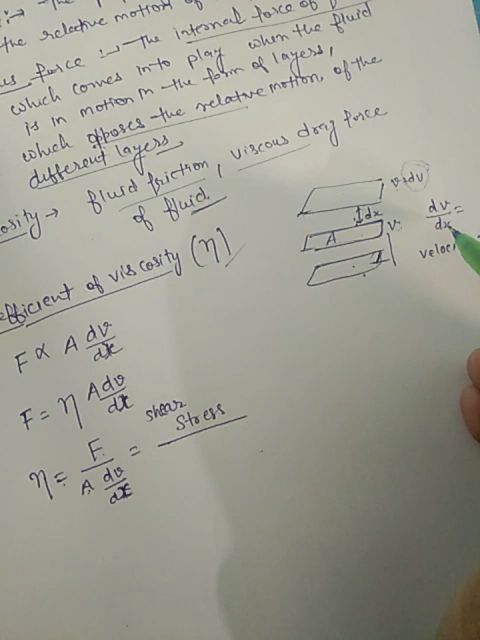 the relative motion of
force :→ the internal force of
which comes into play when the fluid
is in motion in the form of layers,
which opposes the relative motion of the
different layers
osity → fluid friction, viscous drag force
of fluid.
v+dv
dx
v
A
dv/dx =
veloc
efficient of viscosity (η)
F ∝ A dv/dx
F = η A dv/dx
η = F / A dv/dx = shear stress